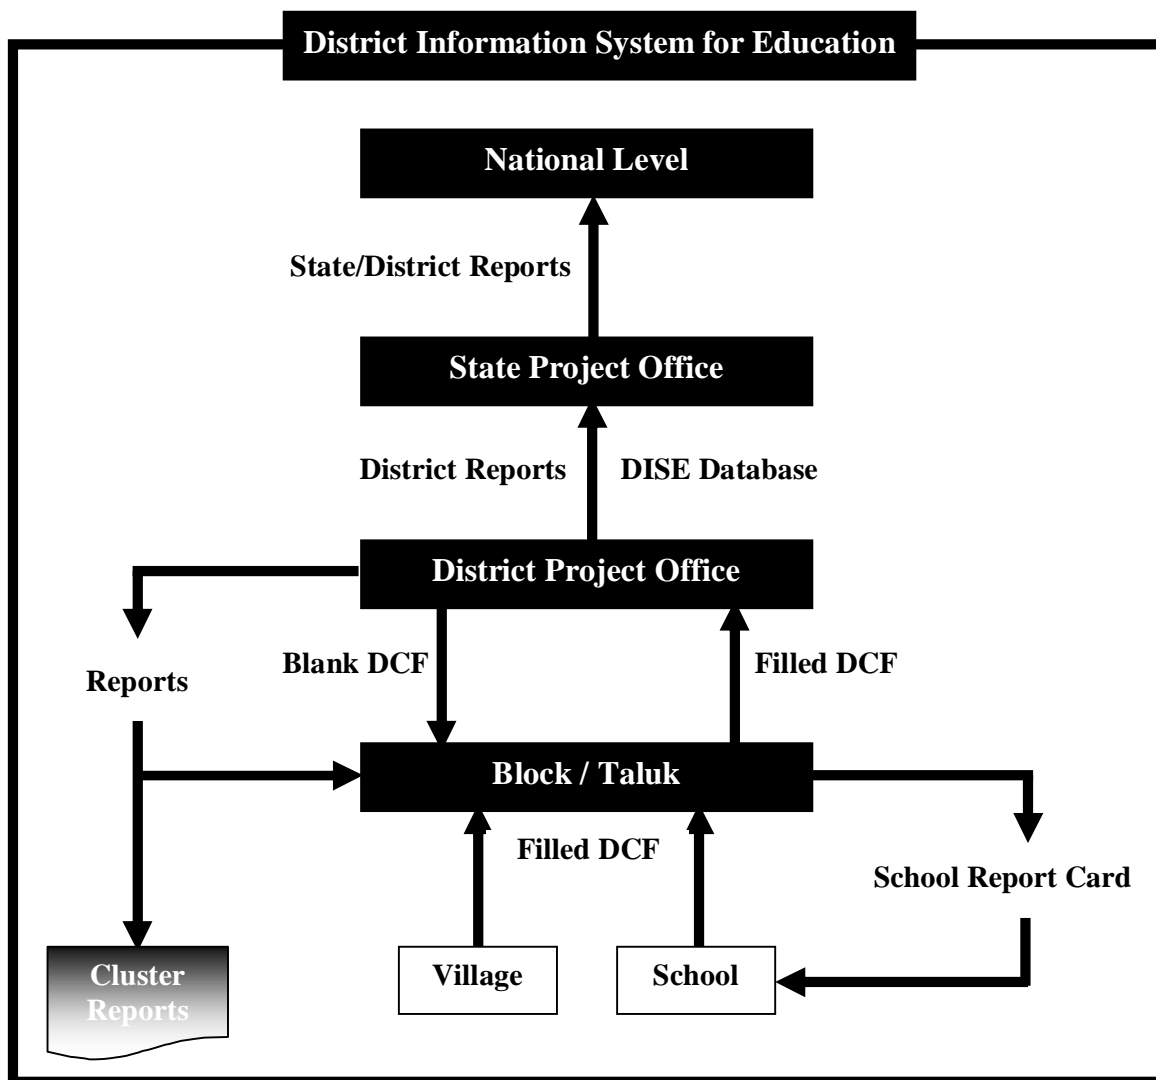 District Information System for Education
National Level
State/District Reports
State Project Office
District Reports
DISE Database
District Project Office
Blank DCF
Filled DCF
Reports
Block / Taluk
Filled DCF
School Report Card
Cluster
Reports
Village
School